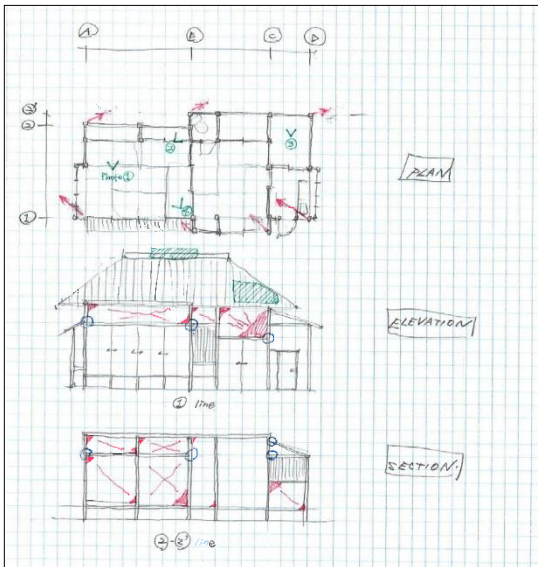 A B C D
3'
2
②
③
Photo①
PLAN
1
ELEVATION
① line
SECTION
②-③' line